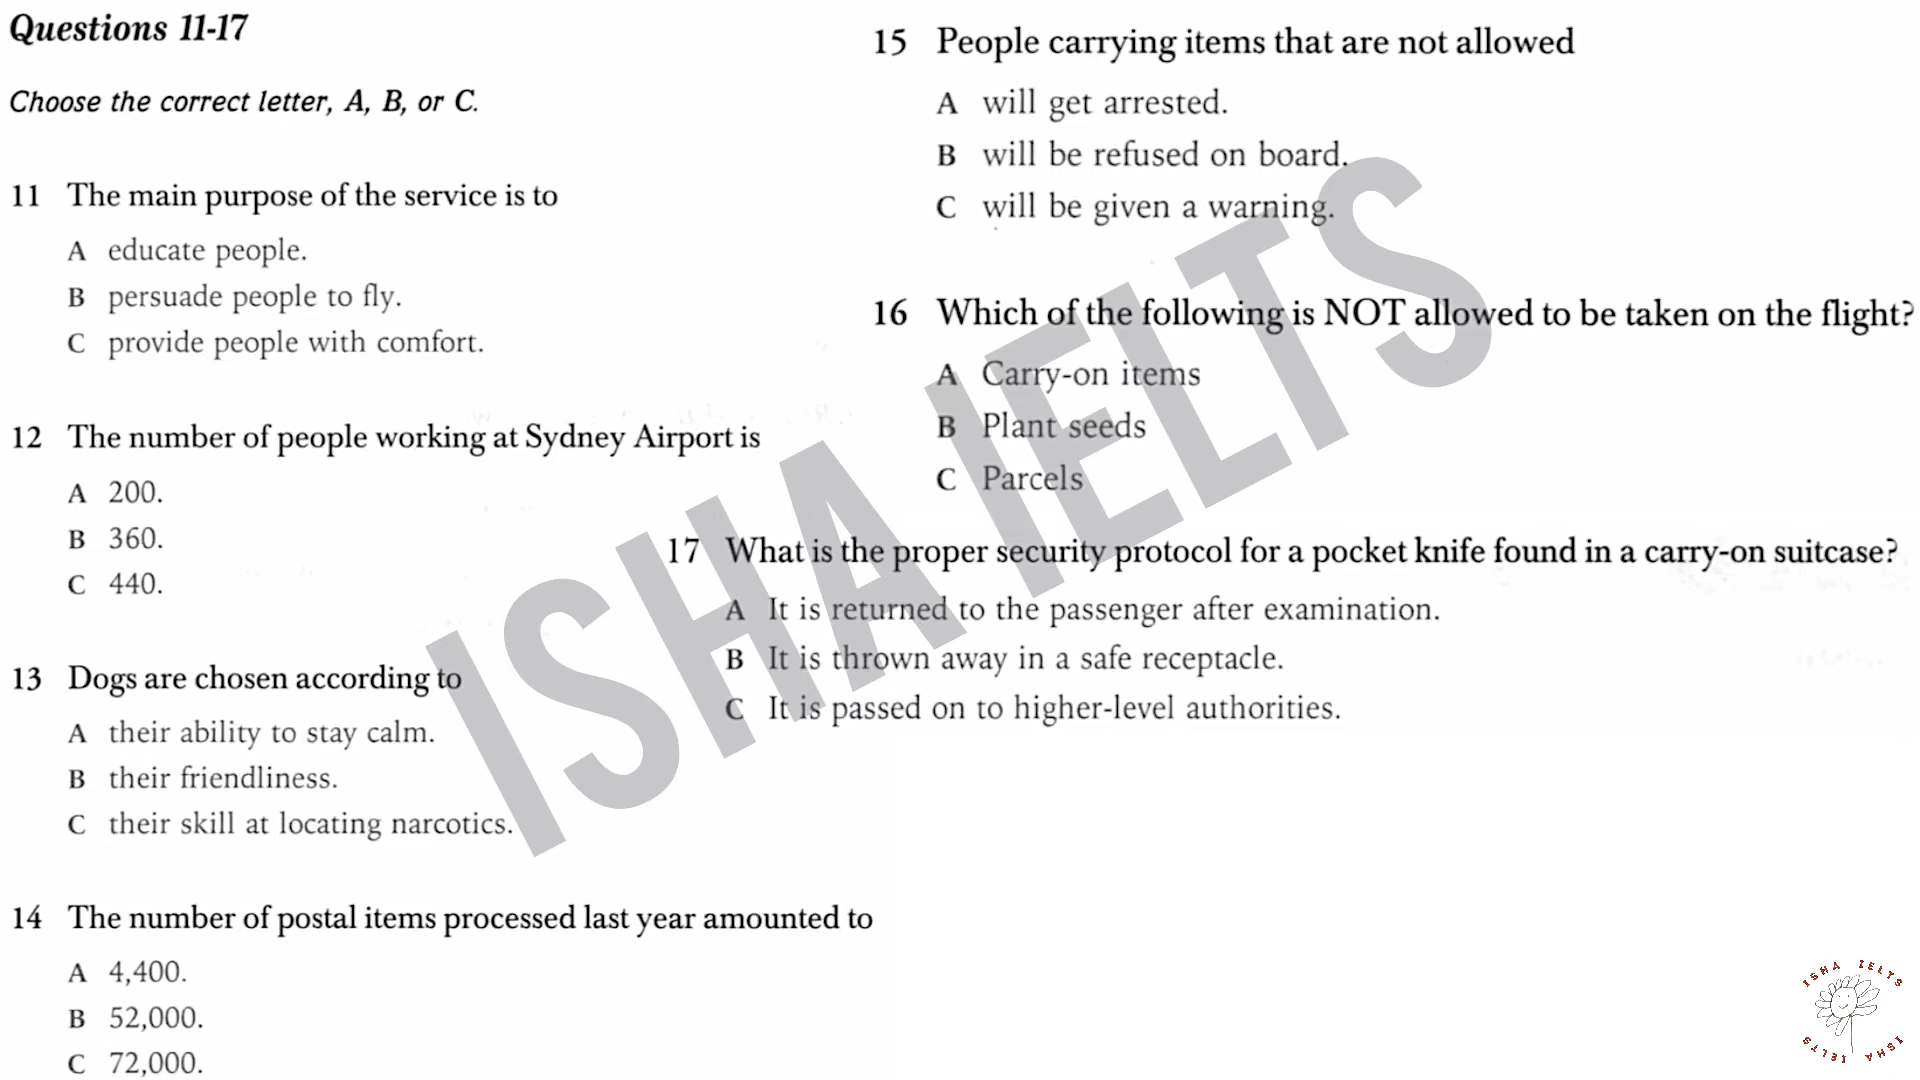 Questions 11-17
Choose the correct letter, A, B, or C.
11 The main purpose of the service is to
A educate people.
B persuade people to fly.
C provide people with comfort.
12 The number of people working at Sydney Airport is
A 200.
B 360.
C 440.
13 Dogs are chosen according to
A their ability to stay calm.
B their friendliness.
C their skill at locating narcotics.
14 The number of postal items processed last year amounted to
A 4,400.
B 52,000.
C 72,000.
15 People carrying items that are not allowed
A will get arrested.
B will be refused on board.
C will be given a warning.
16 Which of the following is NOT allowed to be taken on the flight?
A Carry-on items
B Plant seeds
C Parcels
17 What is the proper security protocol for a pocket knife found in a carry-on suitcase?
A It is returned to the passenger after examination.
B It is thrown away in a safe receptacle.
C It is passed on to higher-level authorities.
ISHA IELTS
ISHA IELTS
ISHA IELTS